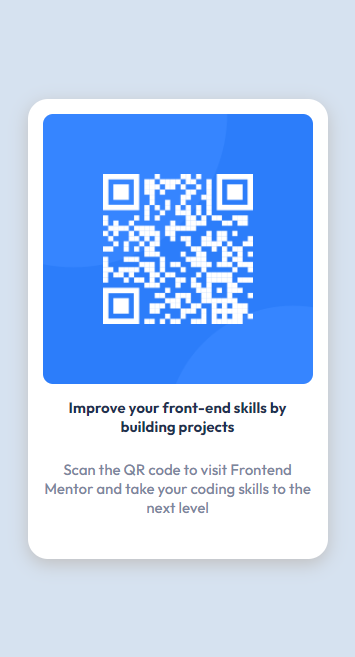 Improve your front-end skills by
building projects
Scan the QR code to visit Frontend
Mentor and take your coding skills to the
next level